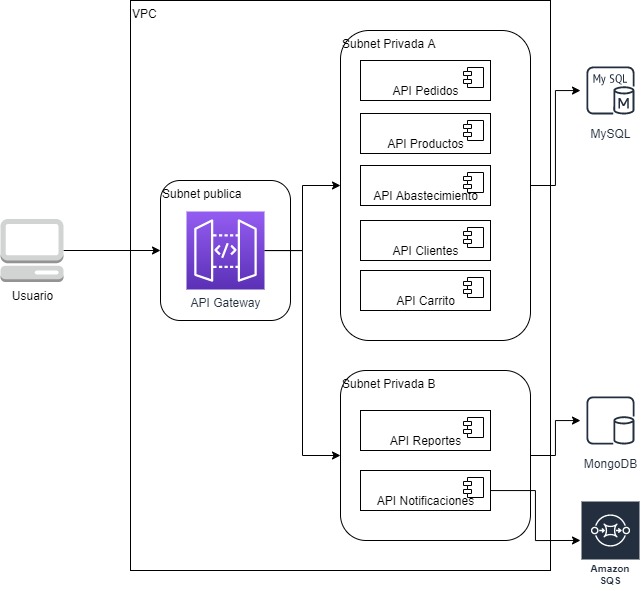 VPC
Subnet Privada A
API Pedidos
API Productos
API Abastecimiento
API Clientes
API Carrito
My SQL
M
MySQL
Subnet publica
</>
API Gateway
Usuario
Subnet Privada B
API Reportes
API Notificaciones
MongoDB
Amazon
SQS